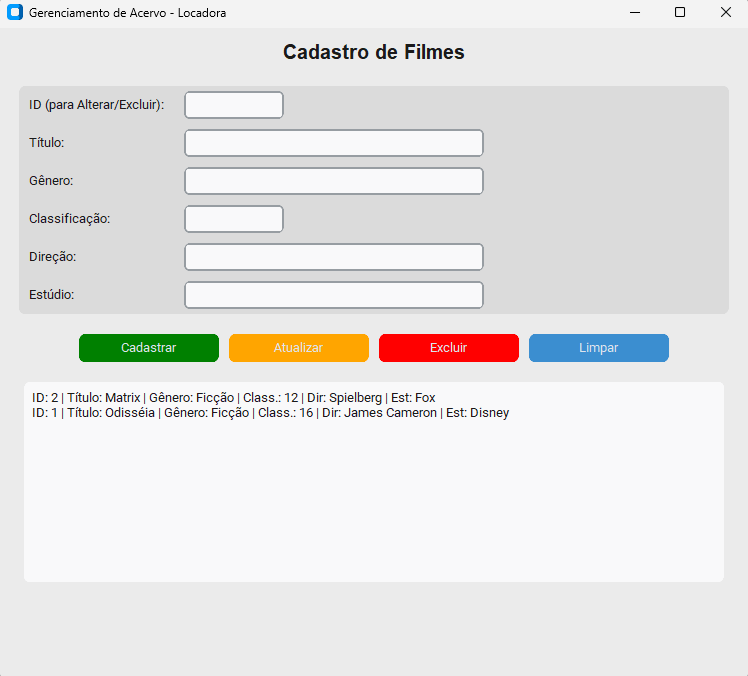 Gerenciamento de Acervo - Locadora
Cadastro de Filmes
ID (para Alterar/Excluir):
Título:
Gênero:
Classificação:
Direção:
Estúdio:
Cadastrar Atualizar Excluir Limpar
ID: 2 | Título: Matrix | Gênero: Ficção | Class.: 12 | Dir: Spielberg | Est: Fox
ID: 1 | Título: Odisséia | Gênero: Ficção | Class.: 16 | Dir: James Cameron | Est: Disney